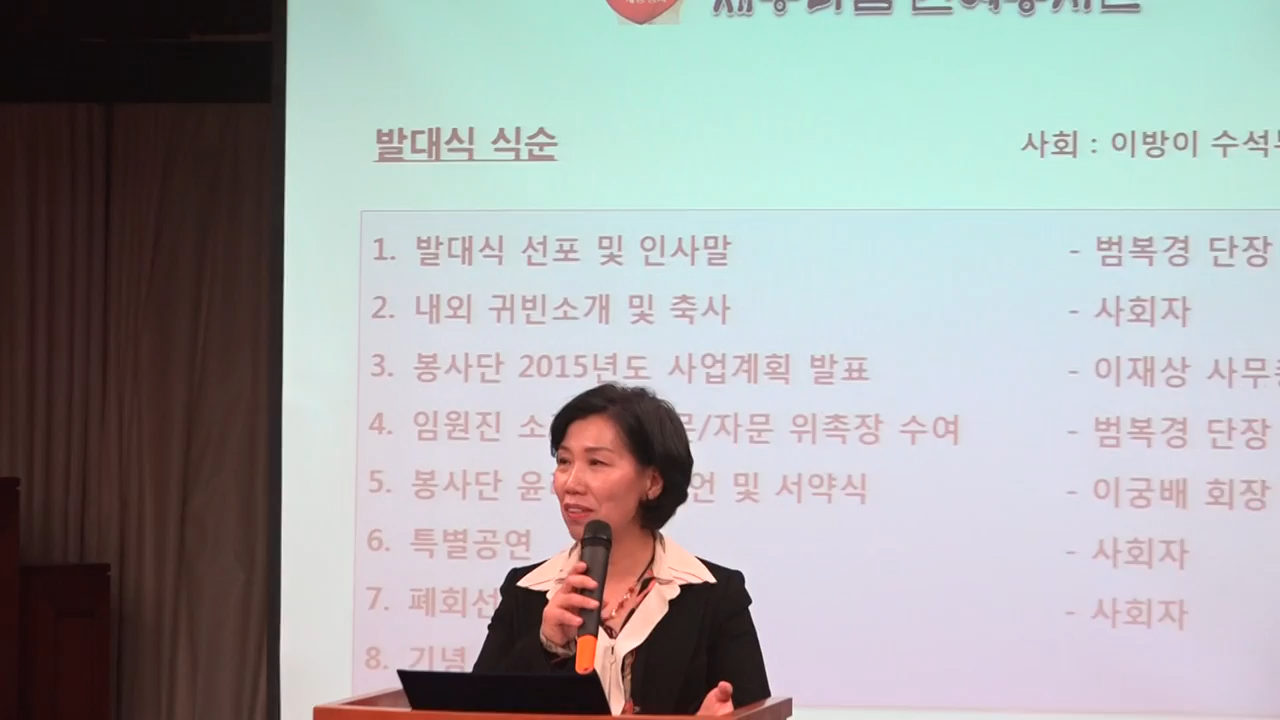 발대식 식순
사회 : 이방이 수석
1. 발대식 선포 및 인사말 - 범복경 단장
2. 내외 귀빈소개 및 축사 - 사회자
3. 봉사단 2015년도 사업계획 발표 - 이재상 사무
4. 임원진 문/자문 위촉장 수여 - 범복경 단장
5. 봉사단 및 서약식 - 이궁배 회장
6. 특별공연 - 사회자
7. 폐회선 - 사회자
8. 기념